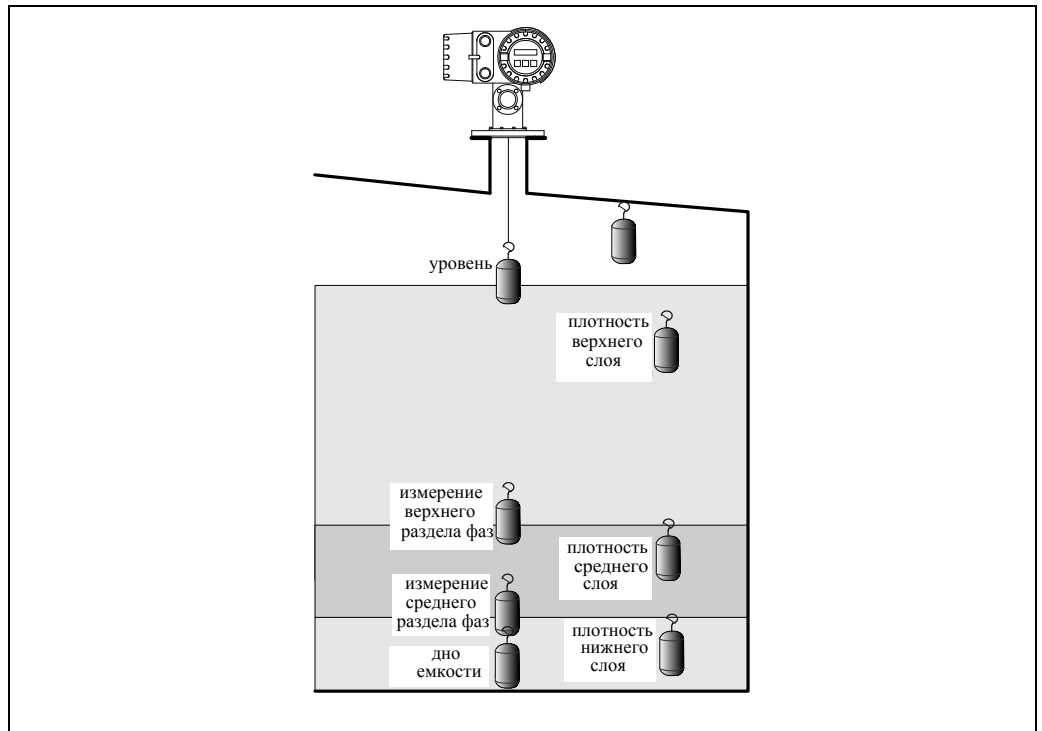 уровень
плотность
верхнего
слоя
измерение
верхнего
раздела фаз
плотность
среднего
слоя
измерение
среднего
раздела фаз
плотность
нижнего
слоя
дно
емкости